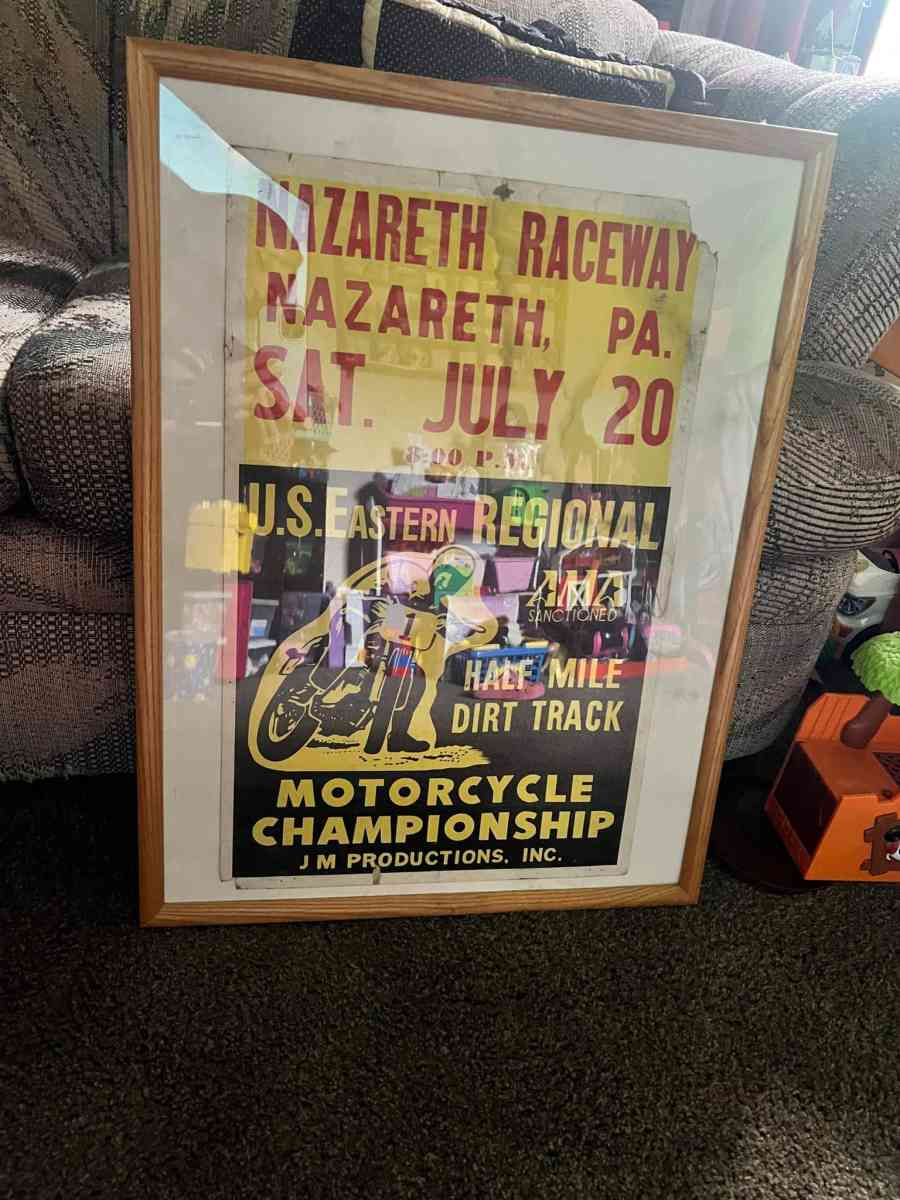 NAZARETH RACEWAY
NAZARETH, PA.
SAT. JULY 20
8:00 P.M.
U.S. EASTERN REGIONAL
AMA
SANCTIONED
HALF MILE
DIRT TRACK
MOTORCYCLE
CHAMPIONSHIP
J M PRODUCTIONS, INC.